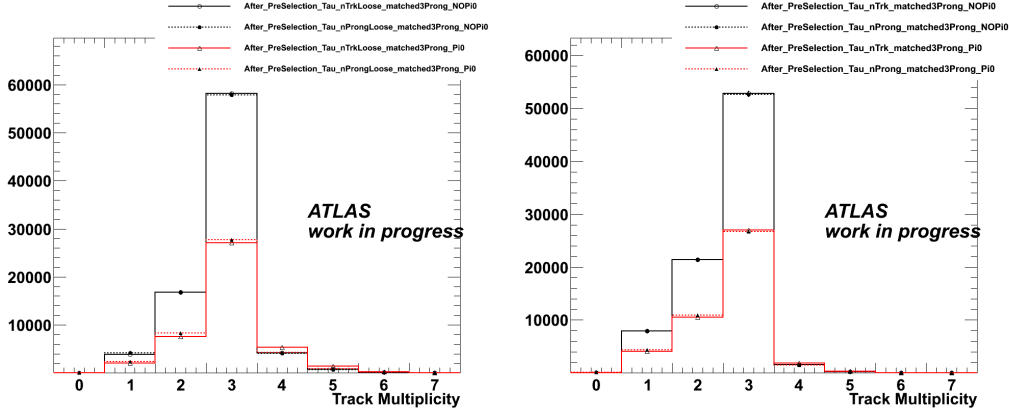 After_PreSelection_Tau_nTrkLoose_matched3Prong_NOPi0
After_PreSelection_Tau_nProngLoose_matched3Prong_NOPi0
After_PreSelection_Tau_nTrkLoose_matched3Prong_Pi0
After_PreSelection_Tau_nProngLoose_matched3Prong_Pi0
60000
50000
40000
30000
20000
10000
ATLAS
work in progress
0 1 2 3 4 5 6 7
Track Multiplicity
After_PreSelection_Tau_nTrk_matched3Prong_NOPi0
After_PreSelection_Tau_nProng_matched3Prong_NOPi0
After_PreSelection_Tau_nTrk_matched3Prong_Pi0
After_PreSelection_Tau_nProng_matched3Prong_Pi0
60000
50000
40000
30000
20000
10000
ATLAS
work in progress
0 1 2 3 4 5 6 7
Track Multiplicity